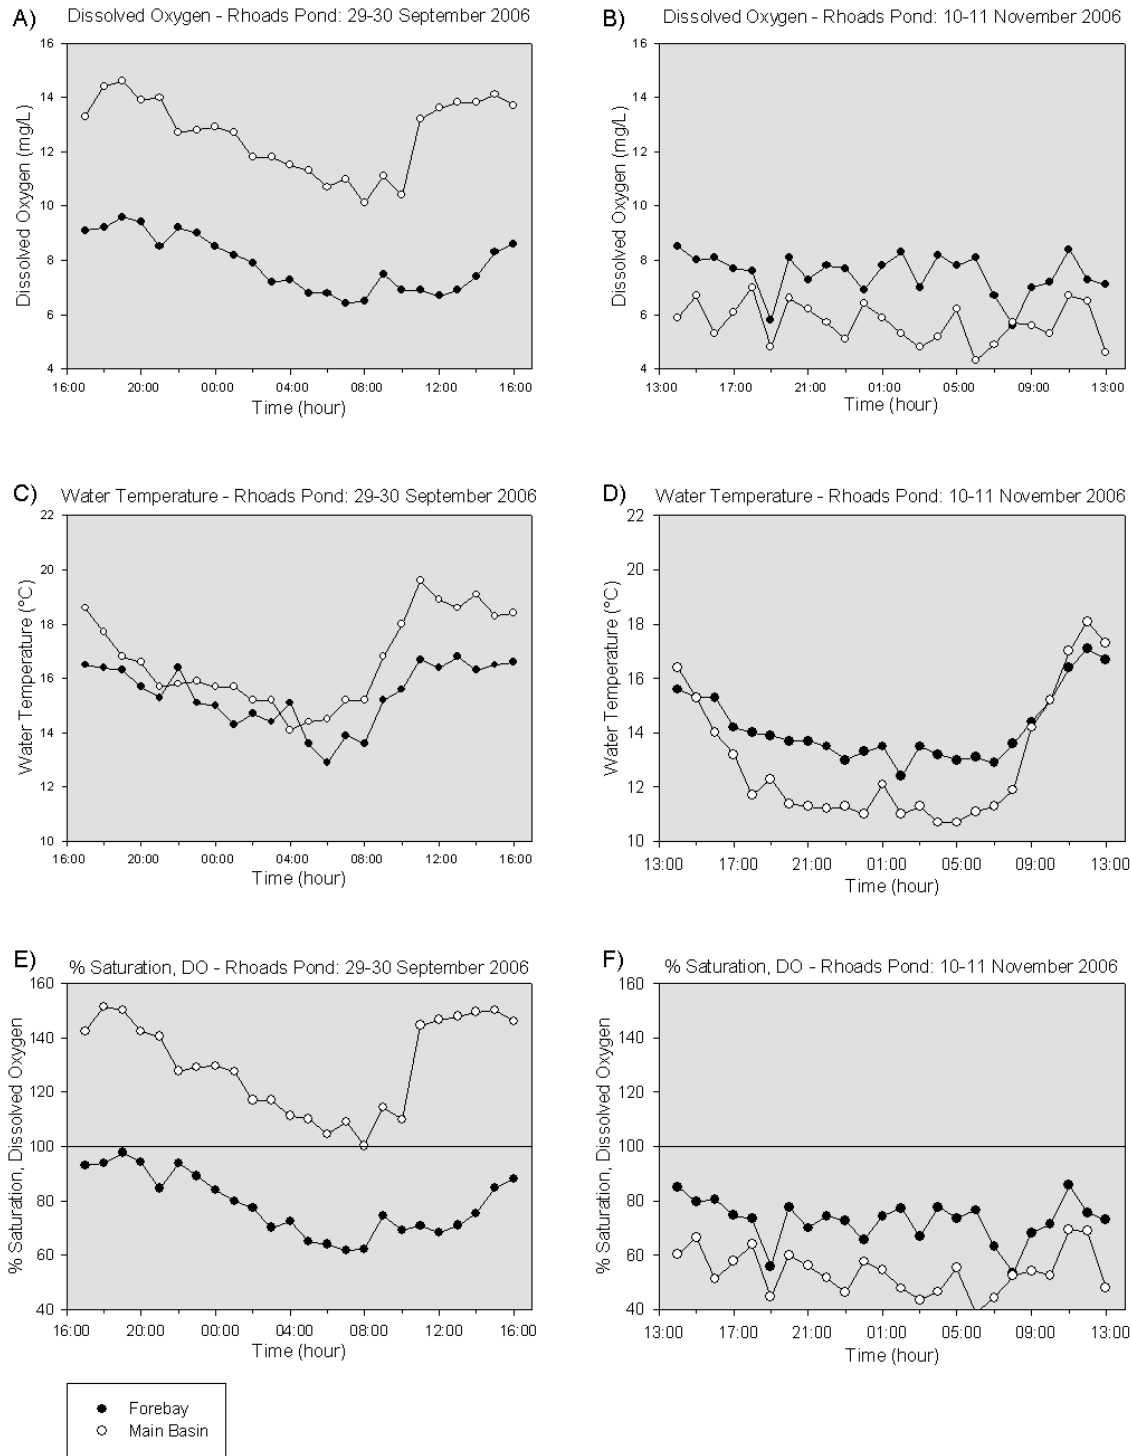 A)
Dissolved Oxygen - Rhoads Pond: 29-30 September 2006
Dissolved Oxygen (mg/L)
16
14
12
10
8
6
4
16:00 20:00 00:00 04:00 08:00 12:00 16:00
Time (hour)
B)
Dissolved Oxygen - Rhoads Pond: 10-11 November 2006
Dissolved Oxygen (mg/L)
16
14
12
10
8
6
4
13:00 17:00 21:00 01:00 05:00 09:00 13:00
Time (hour)
C)
Water Temperature - Rhoads Pond: 29-30 September 2006
Water Temperature (°C)
22
20
18
16
14
12
10
16:00 20:00 00:00 04:00 08:00 12:00 16:00
Time (hour)
D)
Water Temperature - Rhoads Pond: 10-11 November 2006
Water Temperature (°C)
22
20
18
16
14
12
10
13:00 17:00 21:00 01:00 05:00 09:00 13:00
Time (hour)
E)
% Saturation, DO - Rhoads Pond: 29-30 September 2006
% Saturation, Dissolved Oxygen
160
140
120
100
80
60
40
16:00 20:00 00:00 04:00 08:00 12:00 16:00
Time (hour)
F)
% Saturation, DO - Rhoads Pond: 10-11 November 2006
% Saturation, Dissolved Oxygen
160
140
120
100
80
60
40
13:00 17:00 21:00 01:00 05:00 09:00 13:00
Time (hour)
Forebay
Main Basin